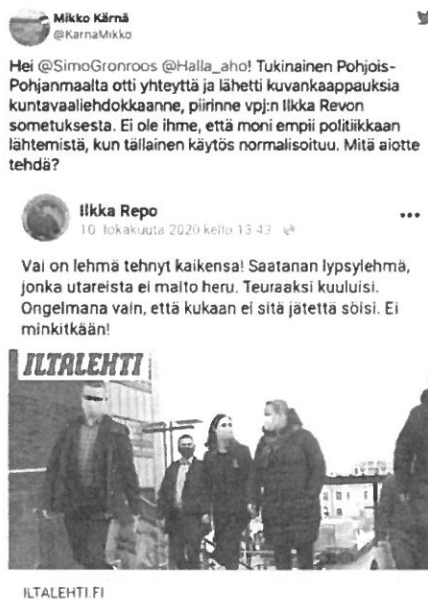 Mikko Kärnä
@KarnaMikko
Hei @SimoGronroos @Halla_aho! Tukinainen Pohjois-
Pohjanmaalta otti yhteyttä ja lähetti kuvankaappauksia
kuntavaaliehdokkaanne, piirinne vpj:n Ilkka Revon
sometuksesta. Ei ole ihme, että moni empii politiikkaan
lähtemistä, kun tällainen käytös normalisoituu. Mitä aiotte
tehdä?
Ilkka Repo
10. lokakuuta 2020 kello 13.43
Vai on lehmä tehnyt kaikensa! Saatanan lypsylehmä,
jonka utareista ei maito heru. Teuraaksi kuuluisi.
Ongelmana vain, että kukaan ei sitä jätettä söisi. Ei
minkitkään!
ILTALEHTI
ILTALEHTI.FI